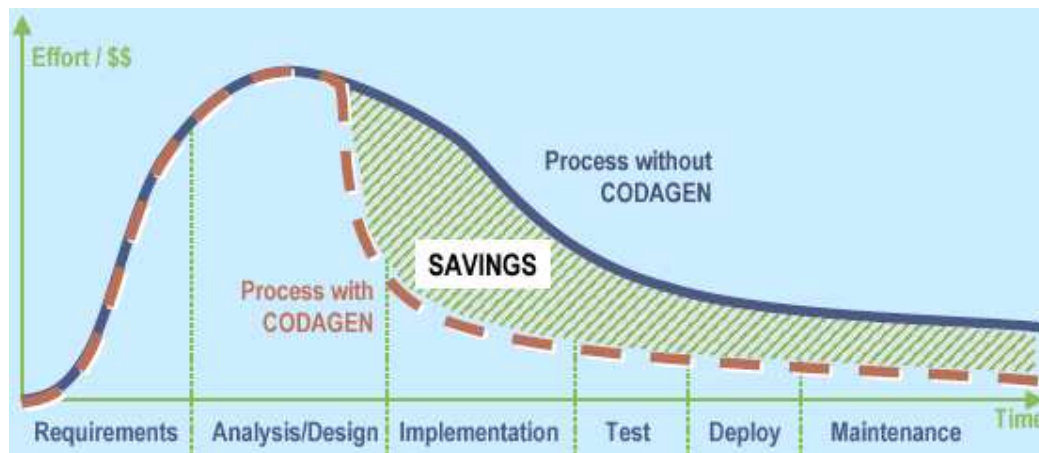 Effort / $$
Process without
CODAGEN
SAVINGS
Process with
CODAGEN
Time
Requirements
Analysis/Design
Implementation
Test
Deploy
Maintenance